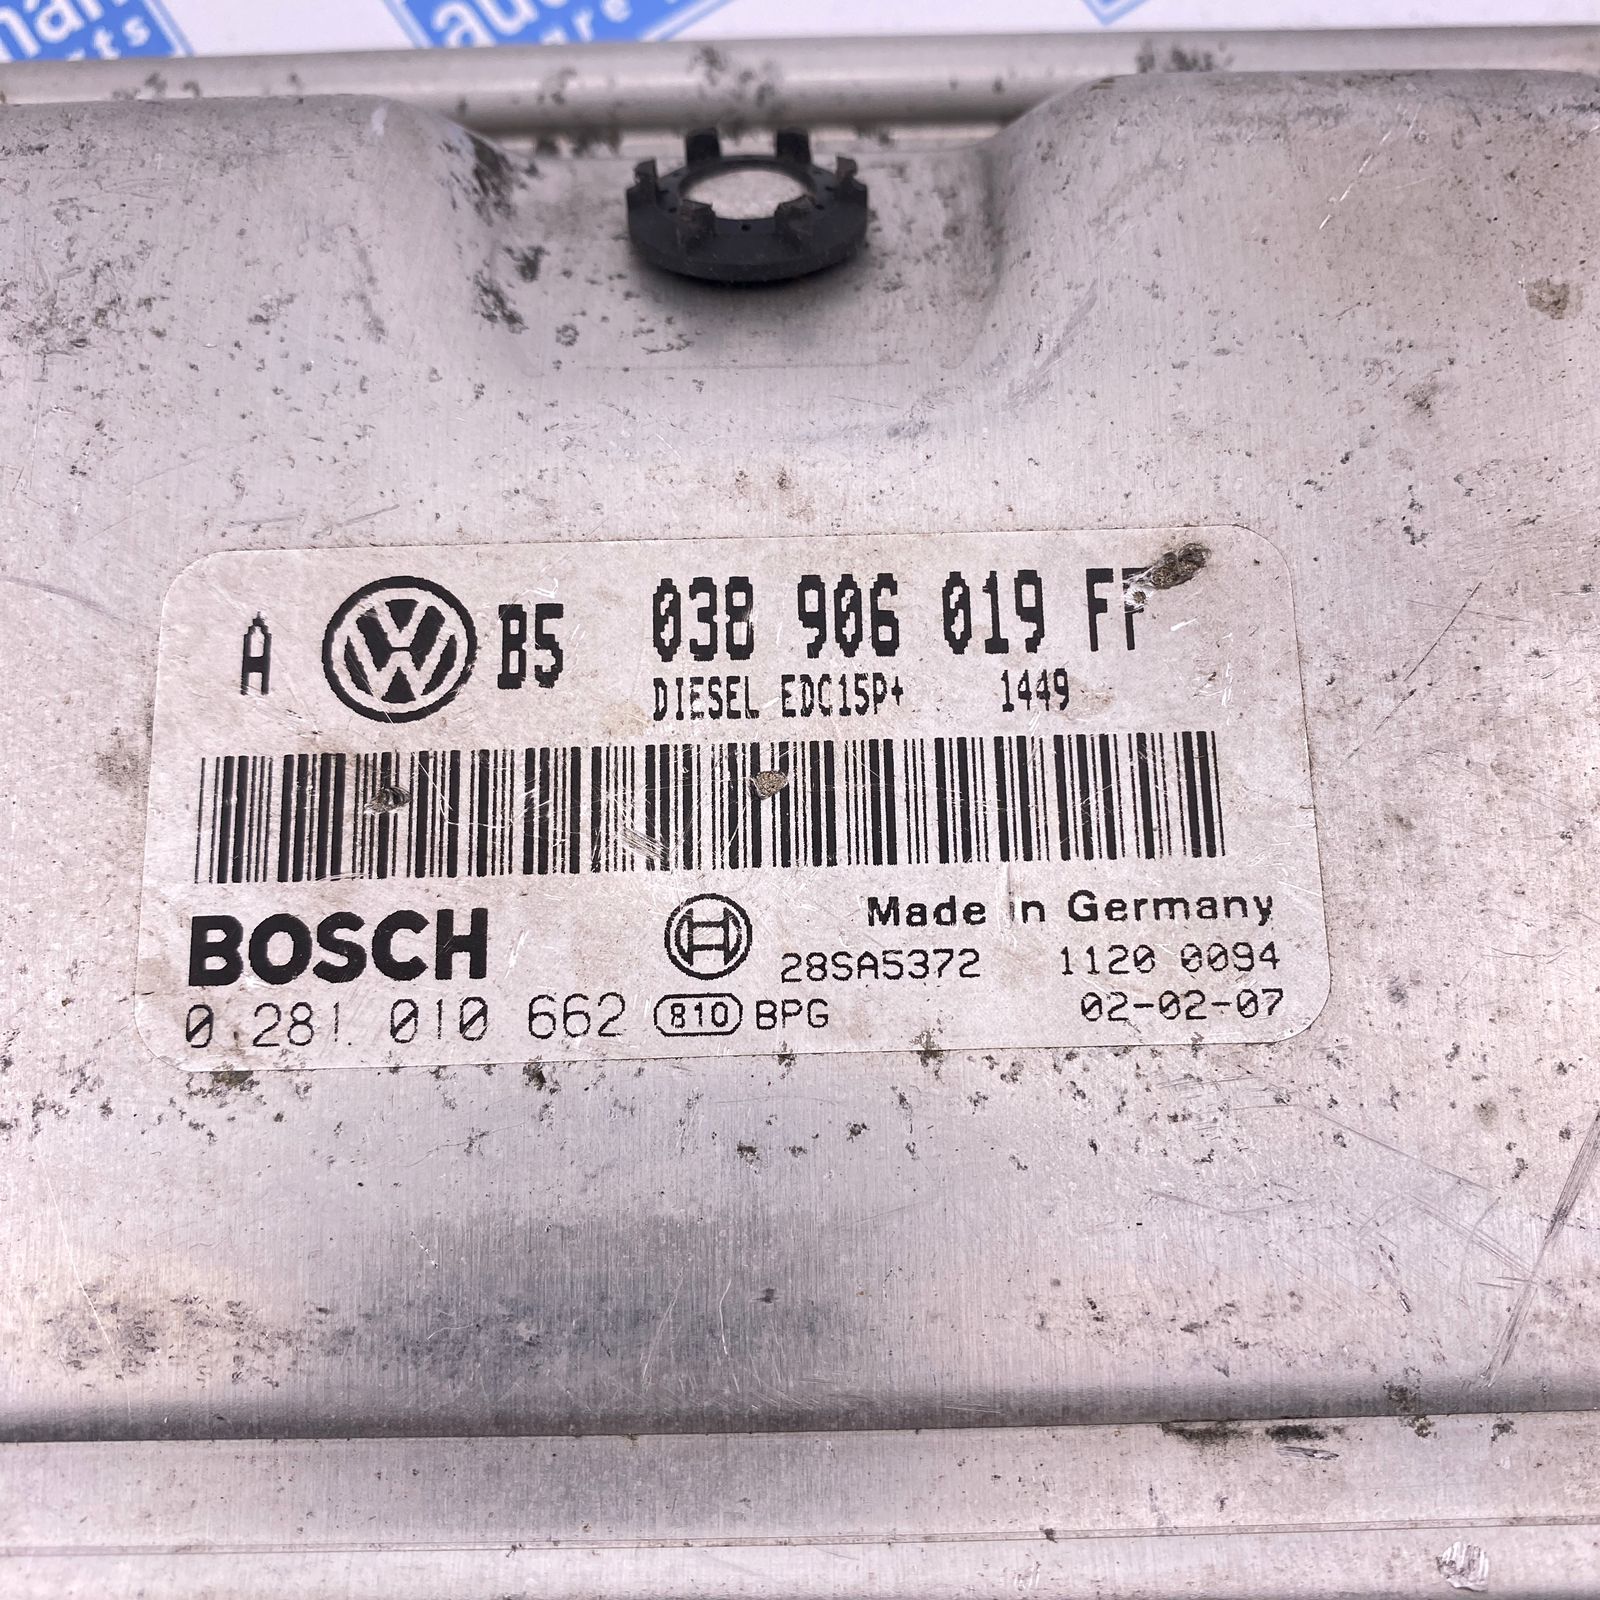 A VW B5 038 906 019 FF
DIESEL EDC15P+ 1449
BOSCH
Made in Germany
28SA5372 1120 0094
0 281 010 662 810 BPG 02-02-07